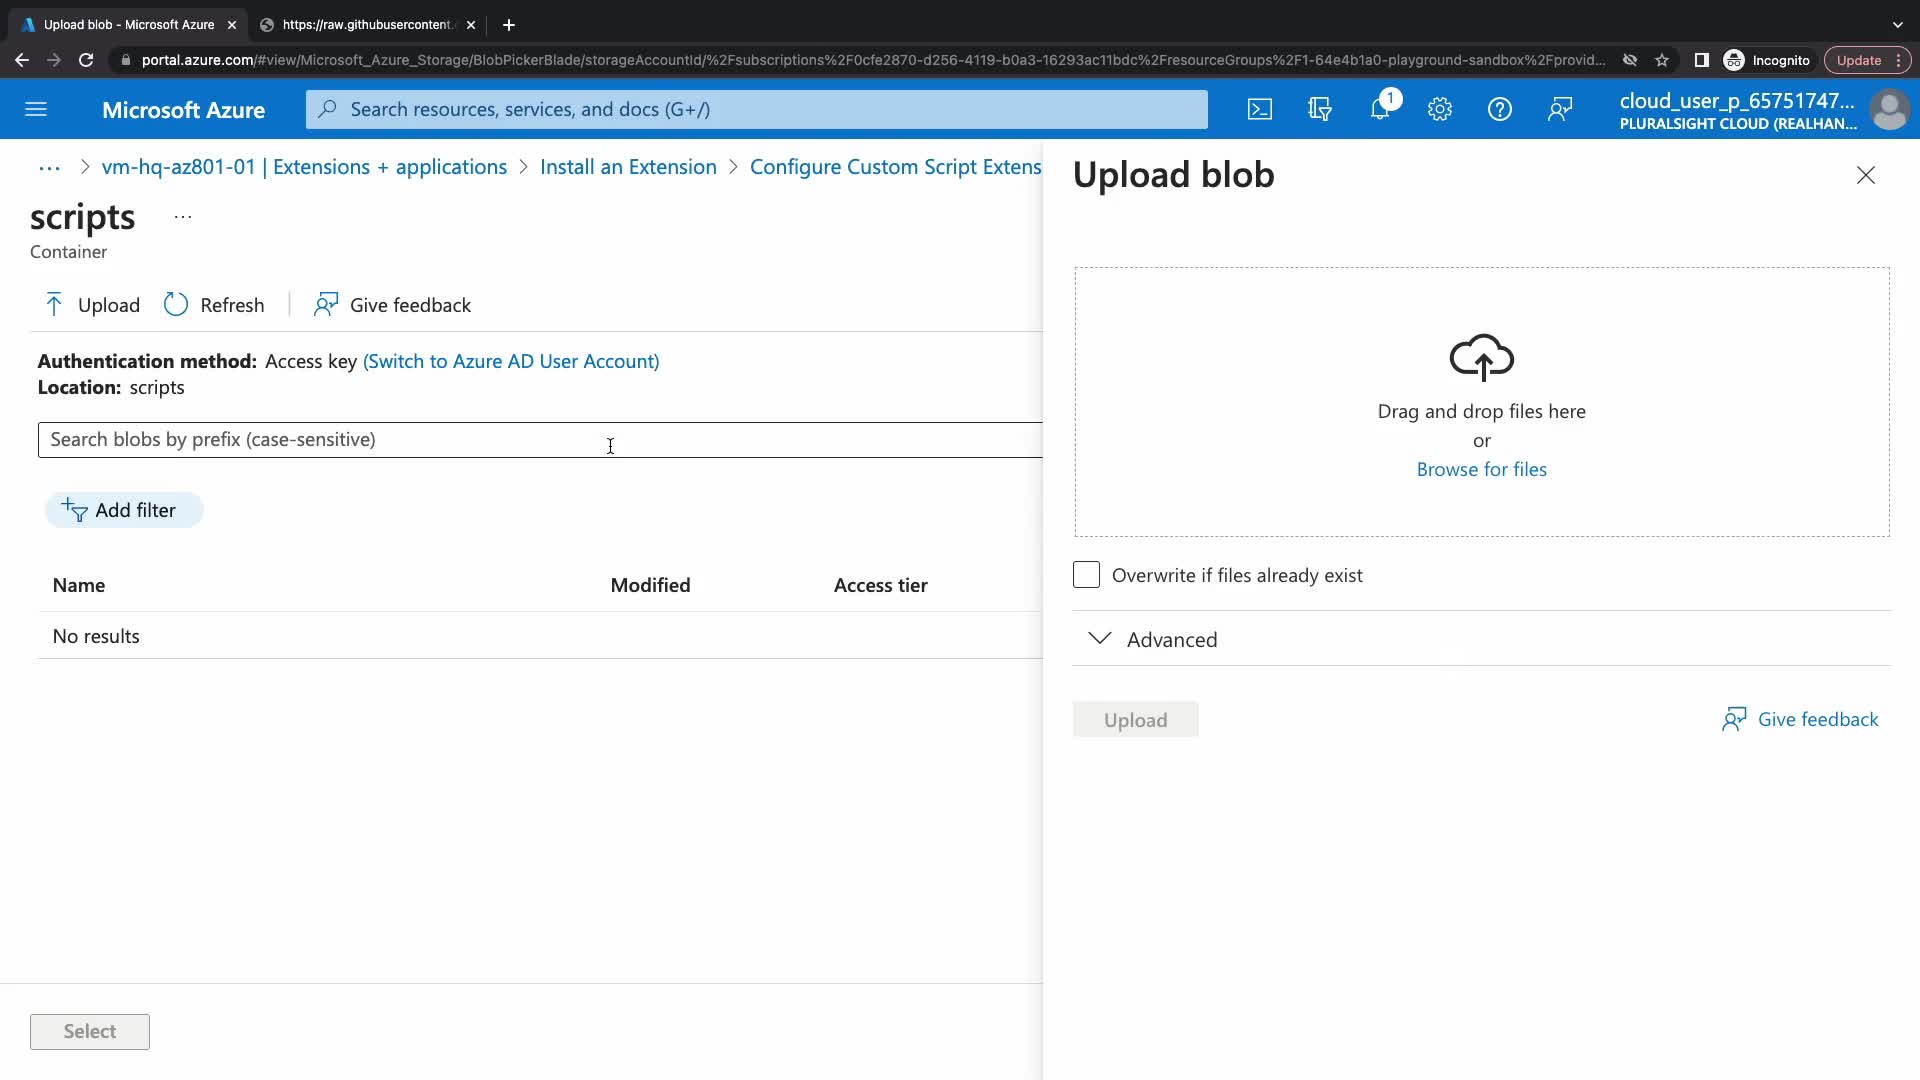 Upload blob - Microsoft Azure
https://raw.githubusercontent.
portal.azure.com/#view/Microsoft_Azure_Storage/BlobPickerBlade/storageAccountId/%2Fsubscriptions%2F0cfe2870-d256-4119-b0a3-16293ac11bdc%2FresourceGroups%2F1-64e4b1a0-playground-sandbox%2Fprovid...
Incognito
Update
Microsoft Azure
Search resources, services, and docs (G+/)
1
cloud_user_p_65751747...
PLURALSIGHT CLOUD (REALHAN...
... > vm-hq-az801-01 | Extensions + applications > Install an Extension > Configure Custom Script Extens
scripts ...
Container
Upload
Refresh
Give feedback
Authentication method: Access key (Switch to Azure AD User Account)
Location: scripts
Search blobs by prefix (case-sensitive)
Add filter
Name Modified Access tier
No results
Select
Upload blob
Drag and drop files here
or
Browse for files
Overwrite if files already exist
Advanced
Upload
Give feedback